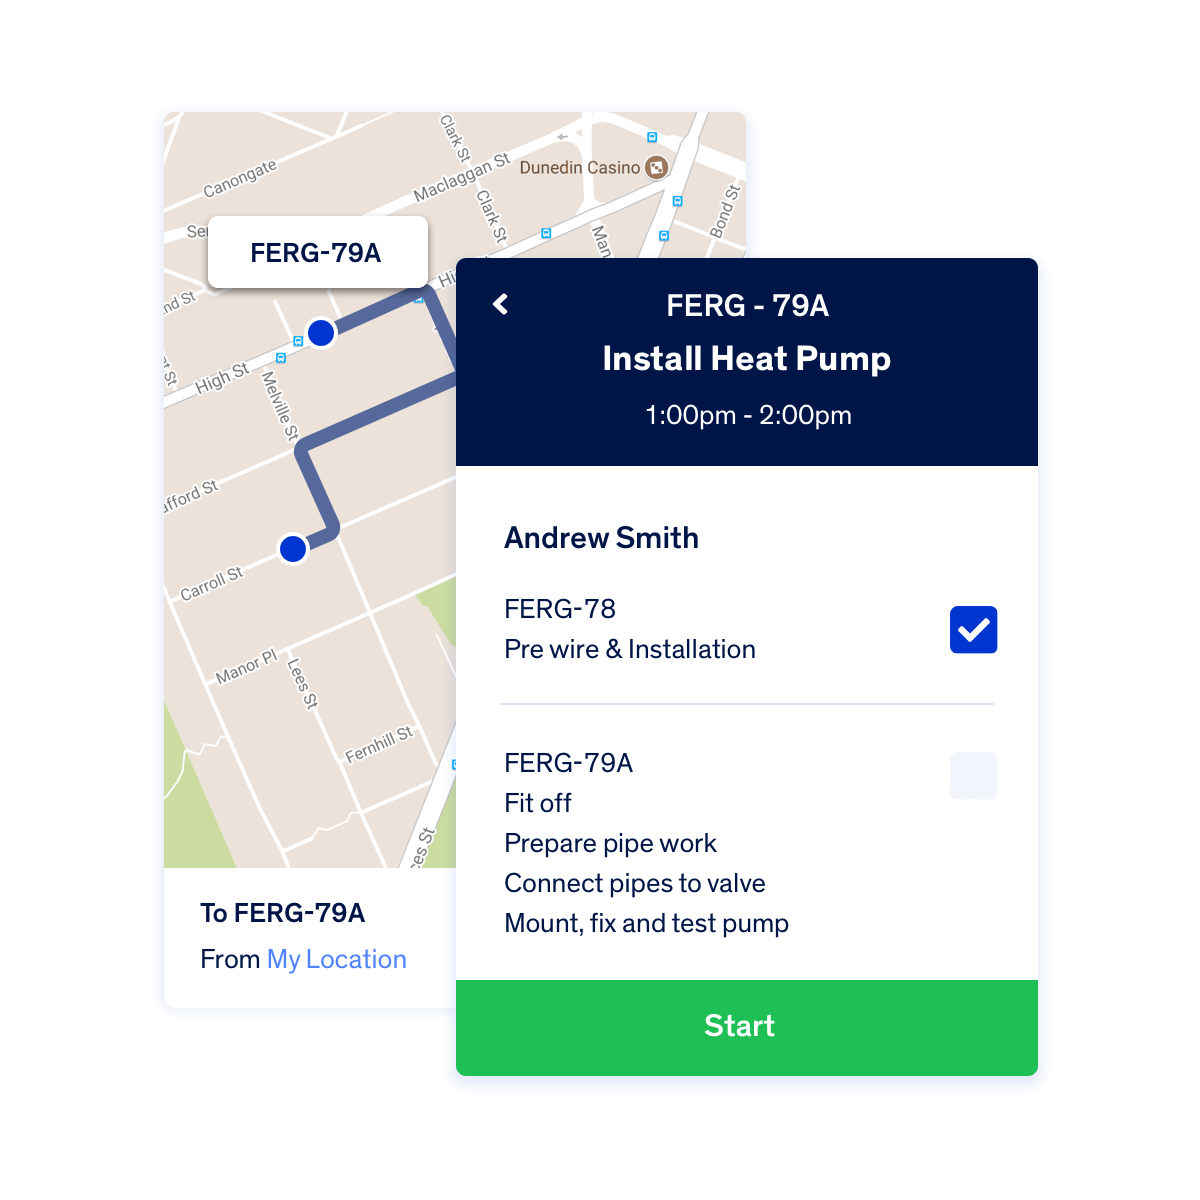 Clark St
Canongate
Maclaggan St
Dunedin Casino
Clark St
Bond St
Ser
Man
FERG-79A
Hi
nd St
High St
Melville St
afford St
Carroll St
Manor Pl
Lees St
Fernhill St
ces St
To FERG-79A
From My Location
FERG - 79A
Install Heat Pump
1:00pm - 2:00pm
Andrew Smith
FERG-78
Pre wire & Installation
FERG-79A
Fit off
Prepare pipe work
Connect pipes to valve
Mount, fix and test pump
Start